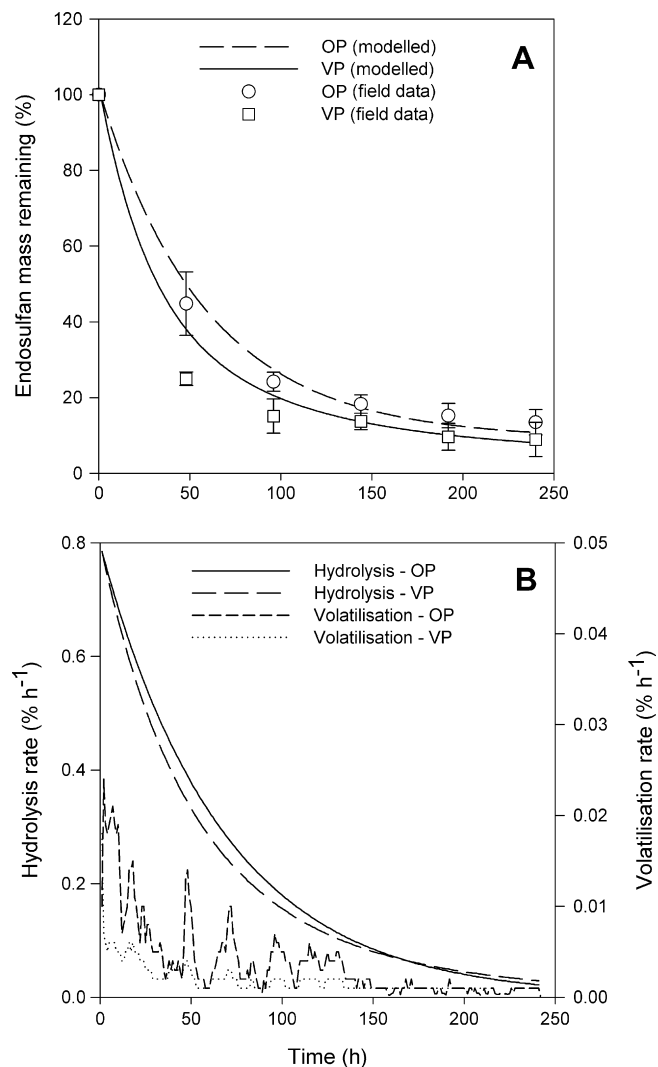 120
100
80
60
40
20
0
Endosulfan mass remaining (%)
OP (modelled)
VP (modelled)
OP (field data)
VP (field data)
A
0 50 100 150 200 250
0.8
0.6
0.4
0.2
0.0
Hydrolysis rate (% h⁻¹)
Hydrolysis - OP
Hydrolysis - VP
Volatilisation - OP
Volatilisation - VP
B
0.05
0.04
0.03
0.02
0.01
0.00
Volatilisation rate (% h⁻¹)
0 50 100 150 200 250
Time (h)